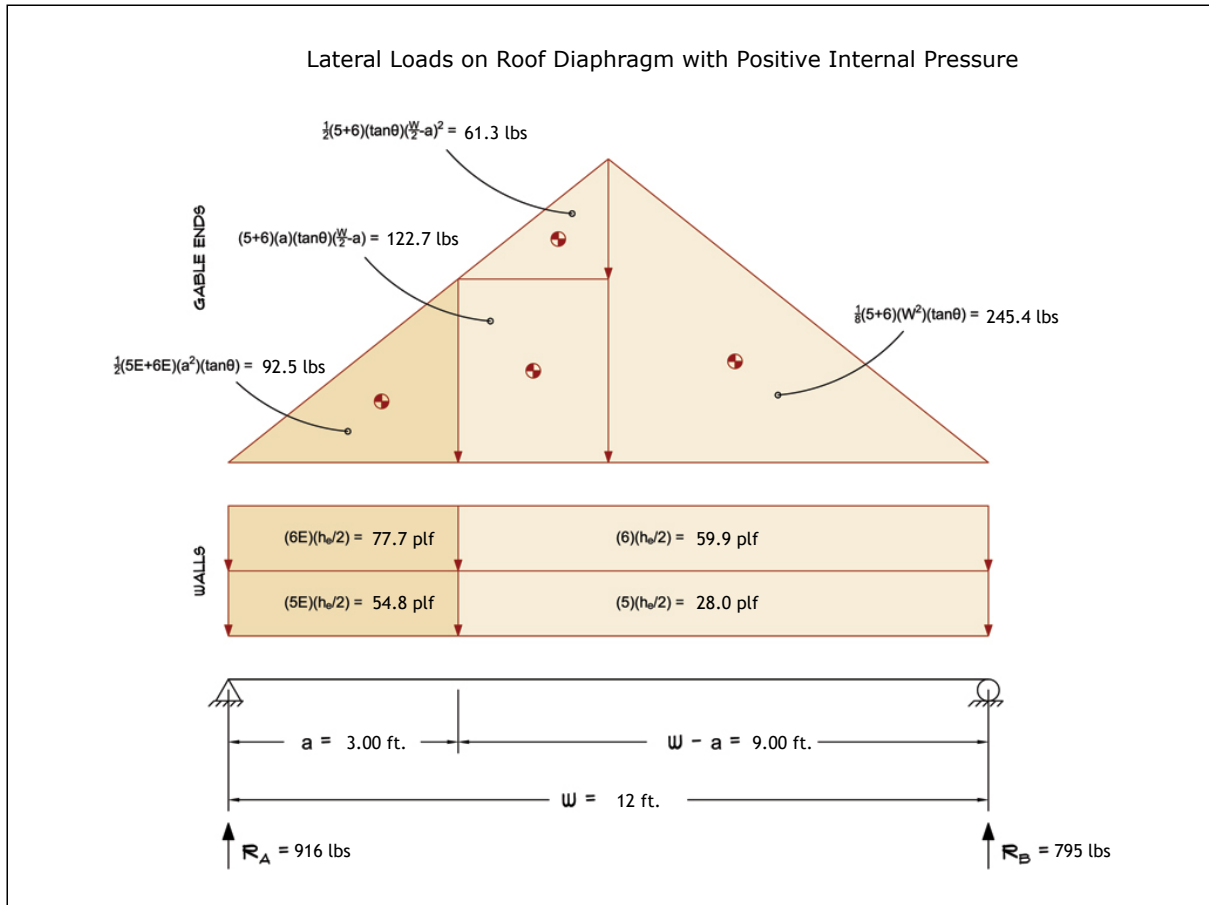 Lateral Loads on Roof Diaphragm with Positive Internal Pressure
½(5+6)(tanθ)(W/2-a)² = 61.3 lbs
GABLE ENDS
(5+6)(a)(tanθ)(W/2-a) = 122.7 lbs
⅛(5+6)(W²)(tanθ) = 245.4 lbs
½(5E+6E)(a²)(tanθ) = 92.5 lbs
WALLS
(6E)(hₑ/2) = 77.7 plf
(6)(hₑ/2) = 59.9 plf
(5E)(hₑ/2) = 54.8 plf
(5)(hₑ/2) = 28.0 plf
a = 3.00 ft.
W - a = 9.00 ft.
W = 12 ft.
R_A = 916 lbs
R_B = 795 lbs